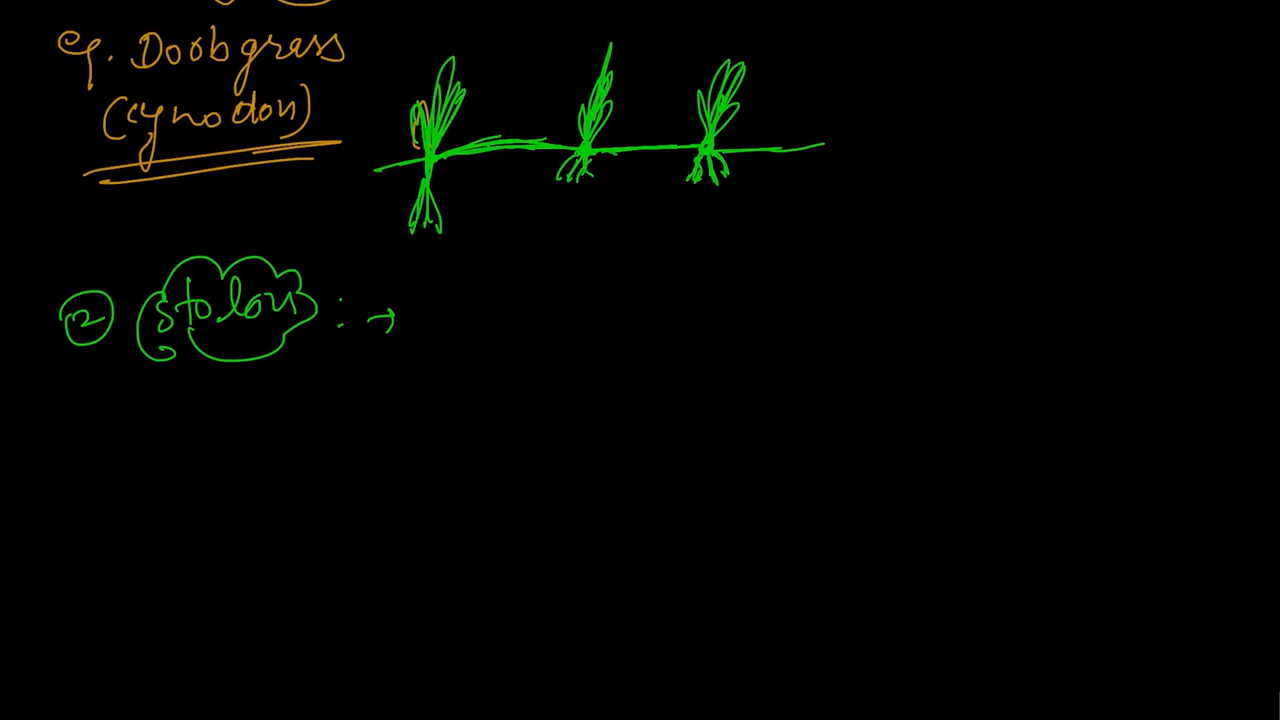 eg. Doobgrass
(cynodon)
② stolon : →